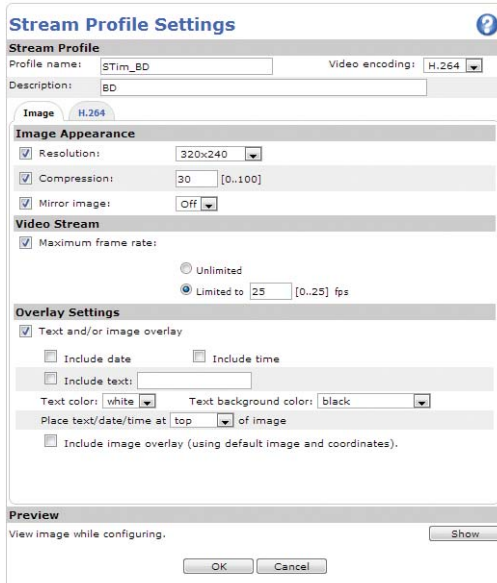 Stream Profile Settings
?
Stream Profile
Profile name: STim_BD Video encoding: H.264
Description: BD
Image H.264
Image Appearance
Resolution: 320x240
Compression: 30 [0..100]
Mirror image: Off
Video Stream
Maximum frame rate:
Unlimited
Limited to 25 [0..25] fps
Overlay Settings
Text and/or image overlay
Include date Include time
Include text:
Text color: white Text background color: black
Place text/date/time at top of image
Include image overlay (using default image and coordinates).
Preview
View image while configuring. Show
OK Cancel